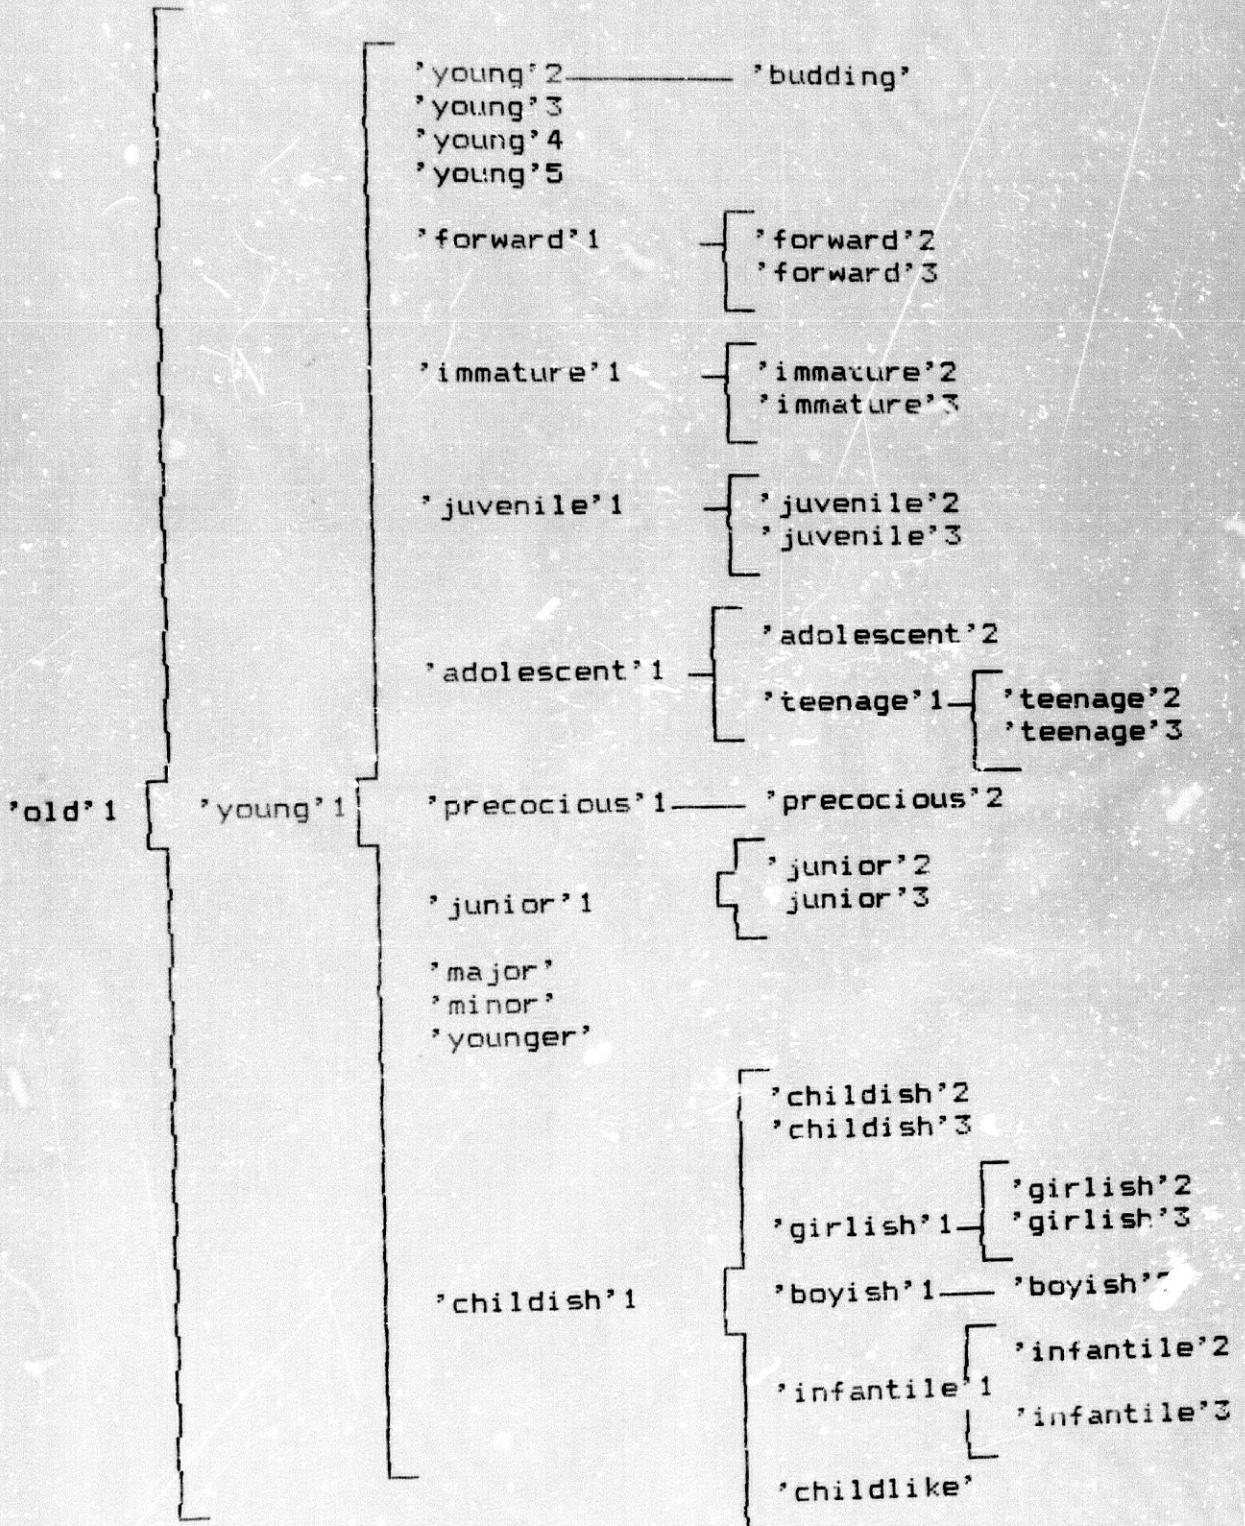 'young'2 'budding'
'young'3
'young'4
'young'5
'forward'1 'forward'2
'forward'3
'immature'1 'immature'2
'immature'3
'juvenile'1 'juvenile'2
'juvenile'3
'adolescent'2
'adolescent'1
'teenage'1 'teenage'2
'teenage'3
'old'1 'young'1 'precocious'1 'precocious'2
'junior'2
'junior'1 junior'3
'major'
'minor'
'younger'
'childish'2
'childish'3
'girlish'2
'girlish'1 'girlish'3
'childish'1 'boyish'1 'boyish'
'infantile'2
'infantile'1
'infantile'3
'childlike'